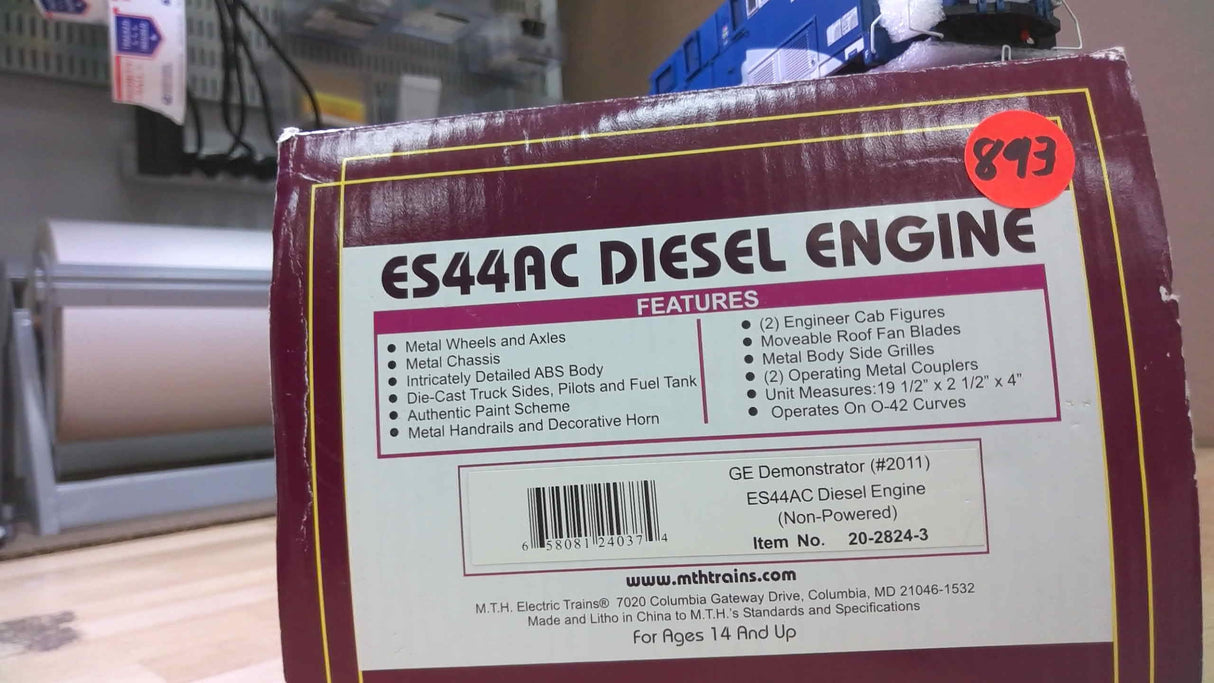 893
ES44AC DIESEL ENGINE
FEATURES
• Metal Wheels and Axles
• Metal Chassis
• Intricately Detailed ABS Body
• Die-Cast Truck Sides, Pilots and Fuel Tank
• Authentic Paint Scheme
• Metal Handrails and Decorative Horn
• (2) Engineer Cab Figures
• Moveable Roof Fan Blades
• Metal Body Side Grilles
• (2) Operating Metal Couplers
• Unit Measures:19 1/2" x 2 1/2" x 4"
• Operates On O-42 Curves
GE Demonstrator (#2011)
ES44AC Diesel Engine
(Non-Powered)
Item No. 20-2824-3
6 58081 24037 4
www.mthtrains.com
M.T.H. Electric Trains® 7020 Columbia Gateway Drive, Columbia, MD 21046-1532
Made and Litho in China to M.T.H.'s Standards and Specifications
For Ages 14 And Up